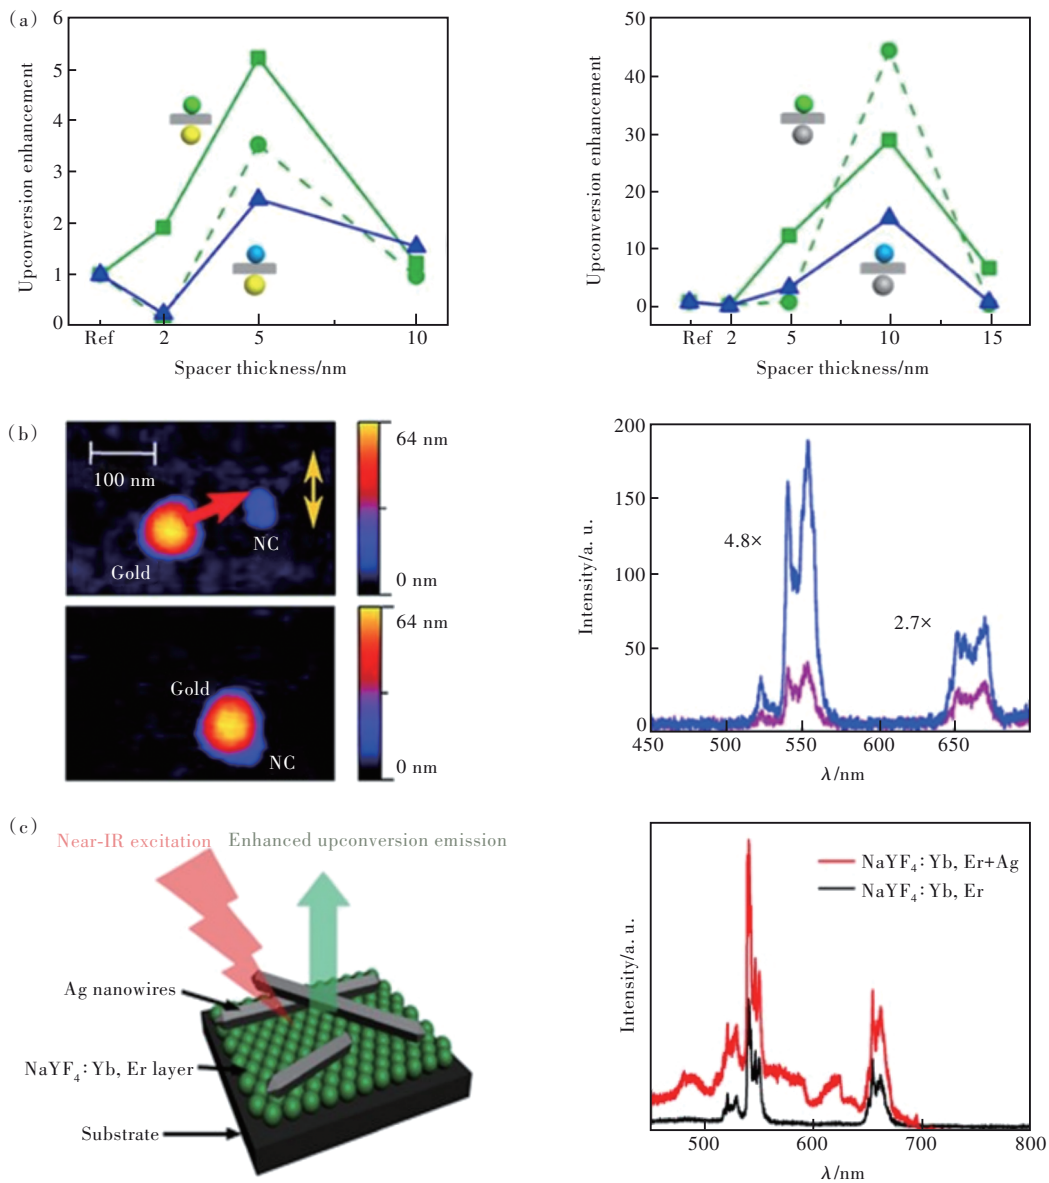 (a)
6
5
4
3
2
1
0
Upconversion enhancement
Ref
2
5
10
Spacer thickness/nm
50
40
30
20
10
0
Upconversion enhancement
Ref
2
5
10
15
Spacer thickness/nm
(b)
100 nm
NC
Gold
64 nm
0 nm
Gold
NC
64 nm
0 nm
200
150
100
50
0
Intensity/a. u.
4.8×
2.7×
450
500
550
600
650
λ/nm
(c)
Near-IR excitation
Enhanced upconversion emission
Ag nanowires
NaYF₄:Yb, Er layer
Substrate
Intensity/a. u.
NaYF₄:Yb, Er+Ag
NaYF₄:Yb, Er
500
600
700
800
λ/nm